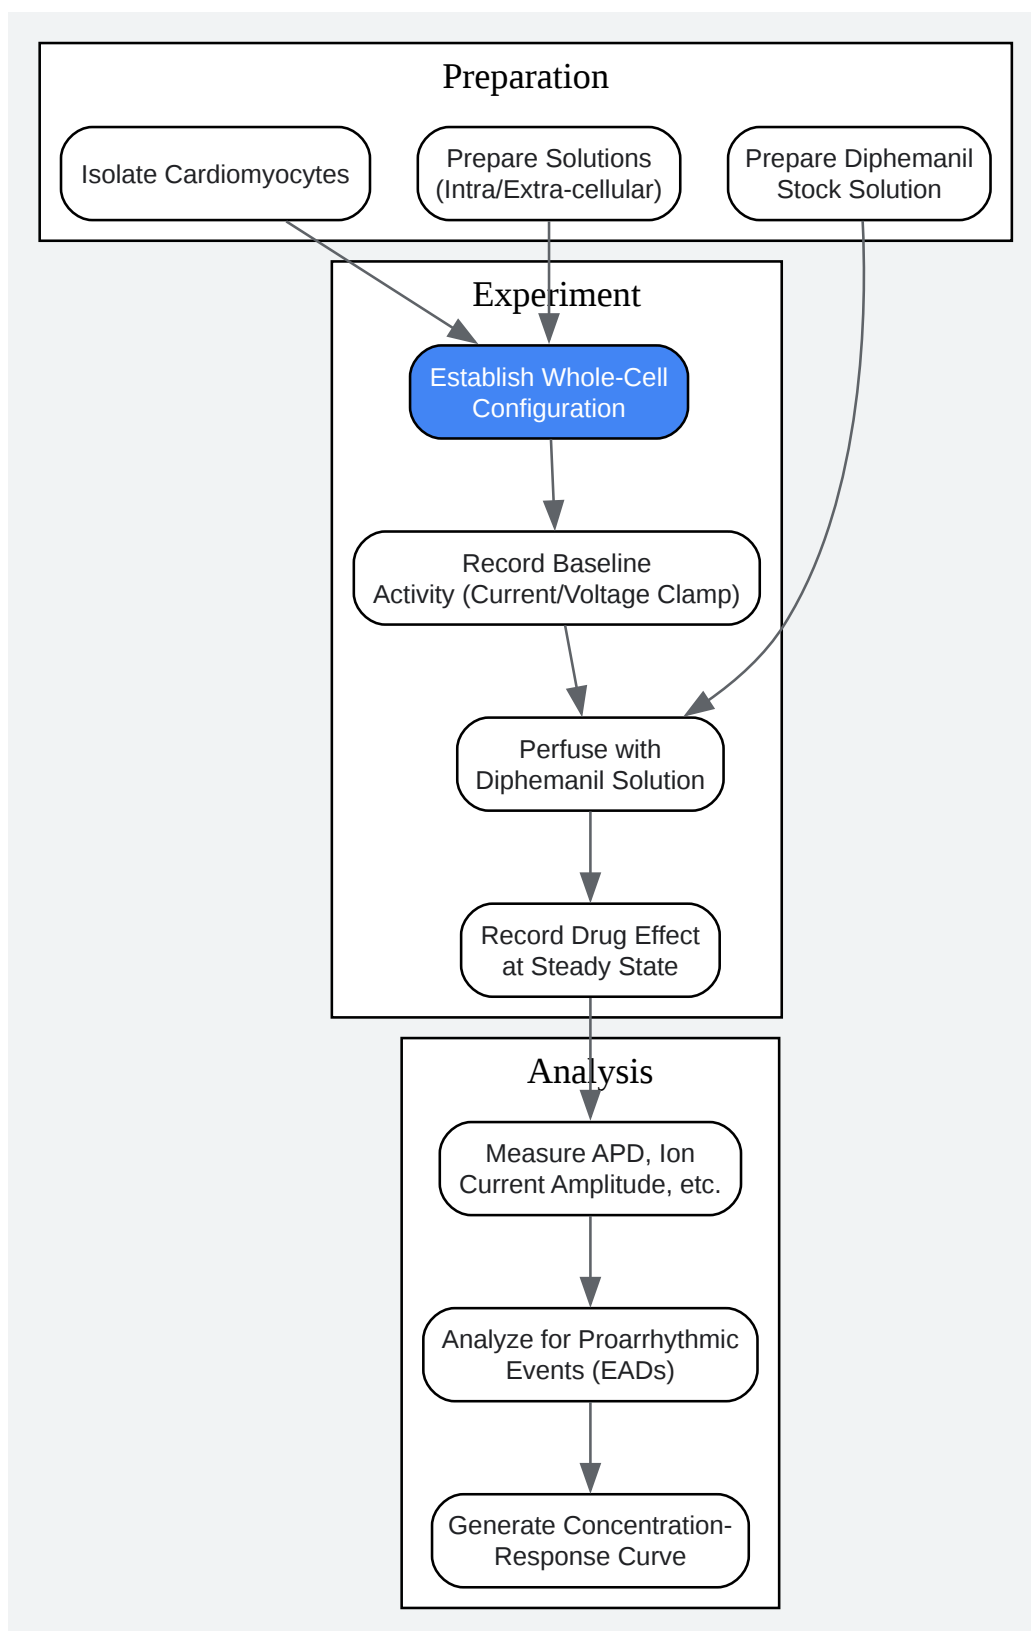 Preparation
Isolate Cardiomyocytes
Prepare Solutions
(Intra/Extra-cellular)
Prepare Diphemanil
Stock Solution
Experiment
Establish Whole-Cell
Configuration
Record Baseline
Activity (Current/Voltage Clamp)
Perfuse with
Diphemanil Solution
Record Drug Effect
at Steady State
Analysis
Measure APD, Ion
Current Amplitude, etc.
Analyze for Proarrhythmic
Events (EADs)
Generate Concentration-
Response Curve